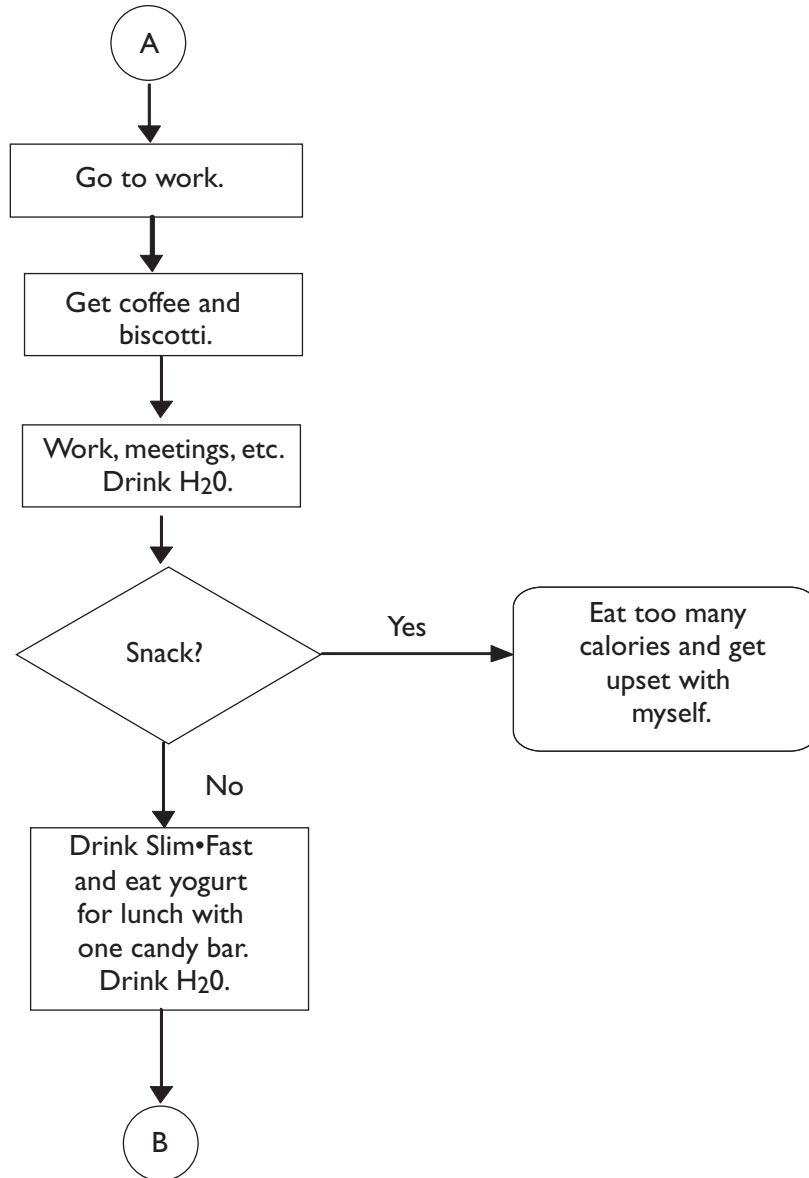 A
Go to work.
Get coffee and
biscotti.
Work, meetings, etc.
Drink H20.
Snack?
Yes
Eat too many
calories and get
upset with
myself.
No
Drink Slim•Fast
and eat yogurt
for lunch with
one candy bar.
Drink H20.
B